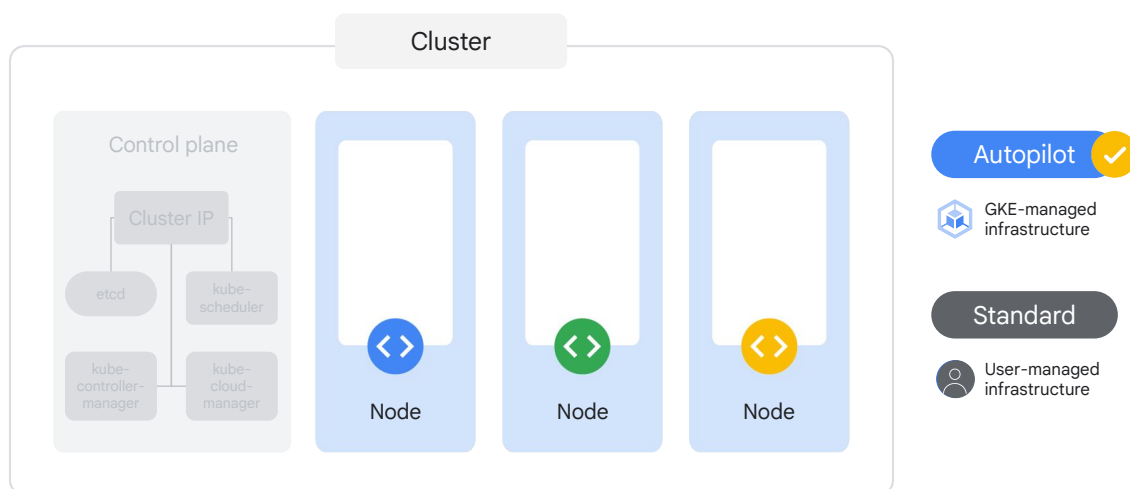 Cluster
Control plane
Cluster IP
etcd
kube-
scheduler
kube-
controller-
manager
kube-
cloud-
manager
Node
Node
Node
Autopilot
GKE-managed
infrastructure
Standard
User-managed
infrastructure